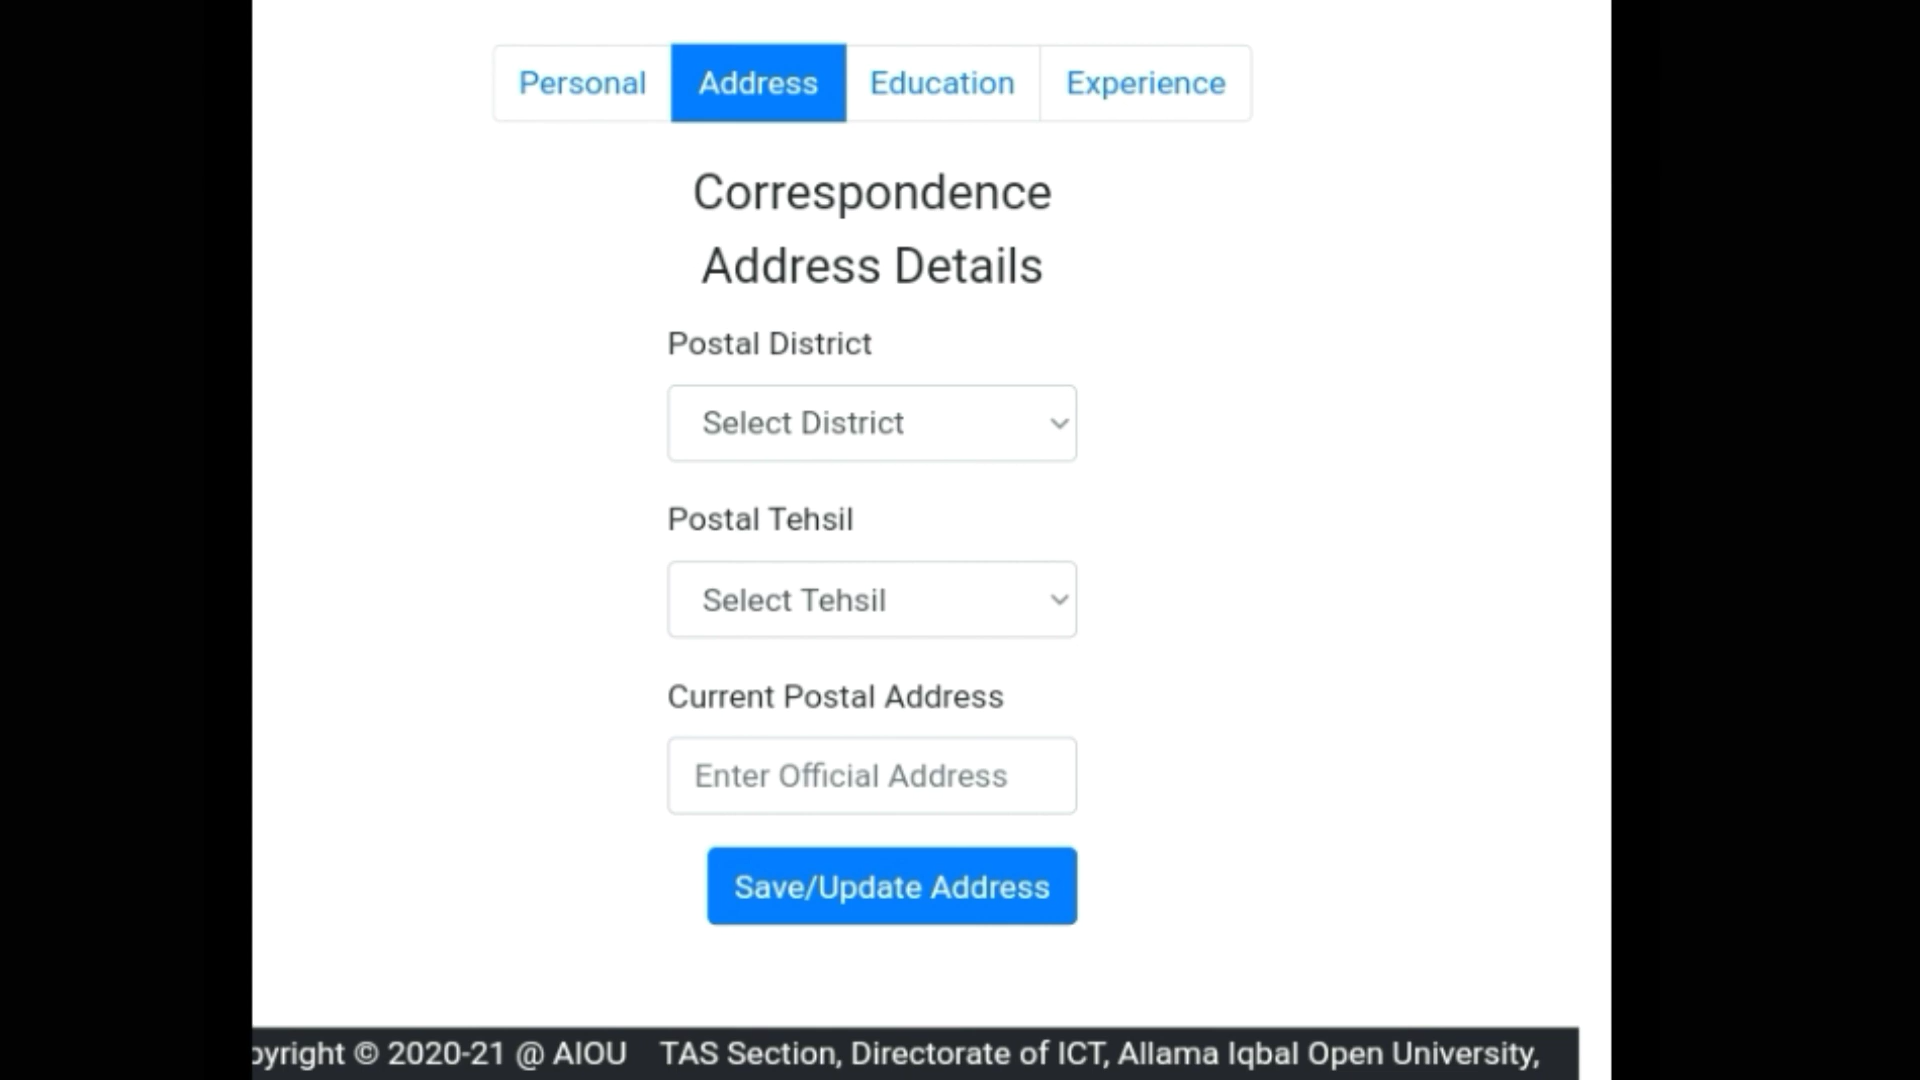 Personal Address Education Experience
Correspondence
Address Details
Postal District
Select District
Postal Tehsil
Select Tehsil
Current Postal Address
Enter Official Address
Save/Update Address
opyright © 2020-21 @ AIOU TAS Section, Directorate of ICT, Allama Iqbal Open University,